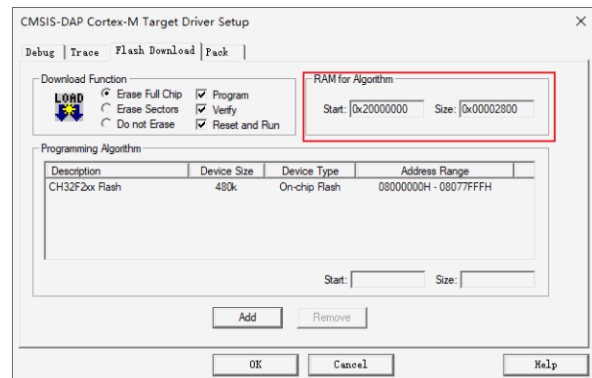 CMSIS-DAP Cortex-M Target Driver Setup
Debug | Trace Flash Download | Pack |
Download Function
LOAD
Erase Full Chip
Erase Sectors
Do not Erase
Program
Verify
Reset and Run
RAM for Algorithm
Start: 0x20000000 Size: 0x00002800
Programming Algorithm
Description Device Size Device Type Address Range
CH32F2xx Flash 480k On-chip Flash 08000000H - 08077FFFH
Start: Size:
Add Remove
OK Cancel Help